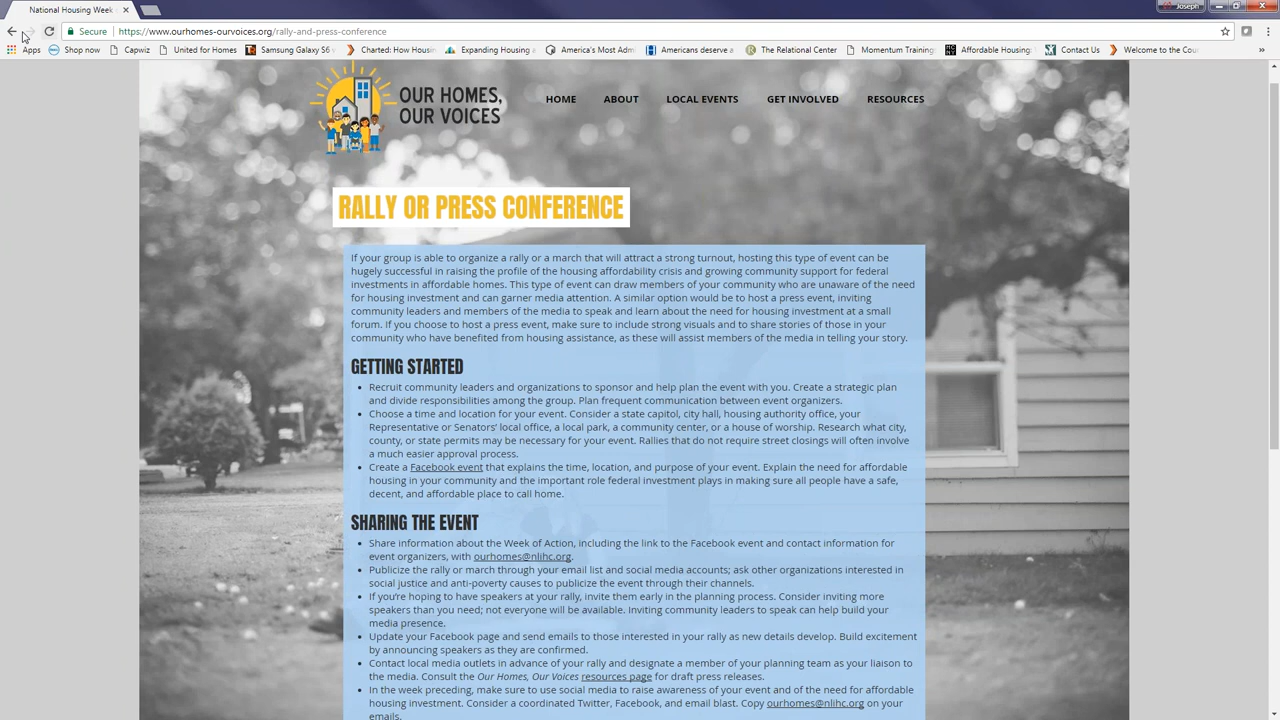 National Housing Week
Joseph
Secure
https://www.ourhomes-ourvoices.org/rally-and-press-conference
Apps Shop now Capwiz United for Homes Samsung Galaxy S6 Charted: How Housi Expanding Housing America's Most Adm Americans deserve a The Relational Center Momentum Training Affordable Housing: Contact Us Welcome to the Cou
OUR HOMES,
OUR VOICES
HOME ABOUT LOCAL EVENTS GET INVOLVED RESOURCES
RALLY OR PRESS CONFERENCE
If your group is able to organize a rally or a march that will attract a strong turnout, hosting this type of event can be
hugely successful in raising the profile of the housing affordability crisis and growing community support for federal
investments in affordable homes. This type of event can draw members of your community who are unaware of the need
for housing investment and can garner media attention. A similar option would be to host a press event, inviting
community leaders and members of the media to speak and learn about the need for housing investment at a small
forum. If you choose to host a press event, make sure to include strong visuals and to share stories of those in your
community who have benefited from housing assistance, as these will assist members of the media in telling your story.
GETTING STARTED
• Recruit community leaders and organizations to sponsor and help plan the event with you. Create a strategic plan
and divide responsibilities among the group. Plan frequent communication between event organizers.
• Choose a time and location for your event. Consider a state capitol, city hall, housing authority office, your
Representative or Senators' local office, a local park, a community center, or a house of worship. Research what city,
county, or state permits may be necessary for your event. Rallies that do not require street closings will often involve
a much easier approval process.
• Create a Facebook event that explains the time, location, and purpose of your event. Explain the need for affordable
housing in your community and the important role federal investment plays in making sure all people have a safe,
decent, and affordable place to call home.
SHARING THE EVENT
• Share information about the Week of Action, including the link to the Facebook event and contact information for
event organizers, with ourhomes@nlihc.org.
• Publicize the rally or march through your email list and social media accounts; ask other organizations interested in
social justice and anti-poverty causes to publicize the event through their channels.
• If you're hoping to have speakers at your rally, invite them early in the planning process. Consider inviting more
speakers than you need; not everyone will be available. Inviting community leaders to speak can help build your
media presence.
• Update your Facebook page and send emails to those interested in your rally as new details develop. Build excitement
by announcing speakers as they are confirmed.
• Contact local media outlets in advance of your rally and designate a member of your planning team as your liaison to
the media. Consult the Our Homes, Our Voices resources page for draft press releases.
• In the week preceding, make sure to use social media to raise awareness of your event and of the need for affordable
housing investment. Consider a coordinated Twitter, Facebook, and email blast. Copy ourhomes@nlihc.org on your
emails.